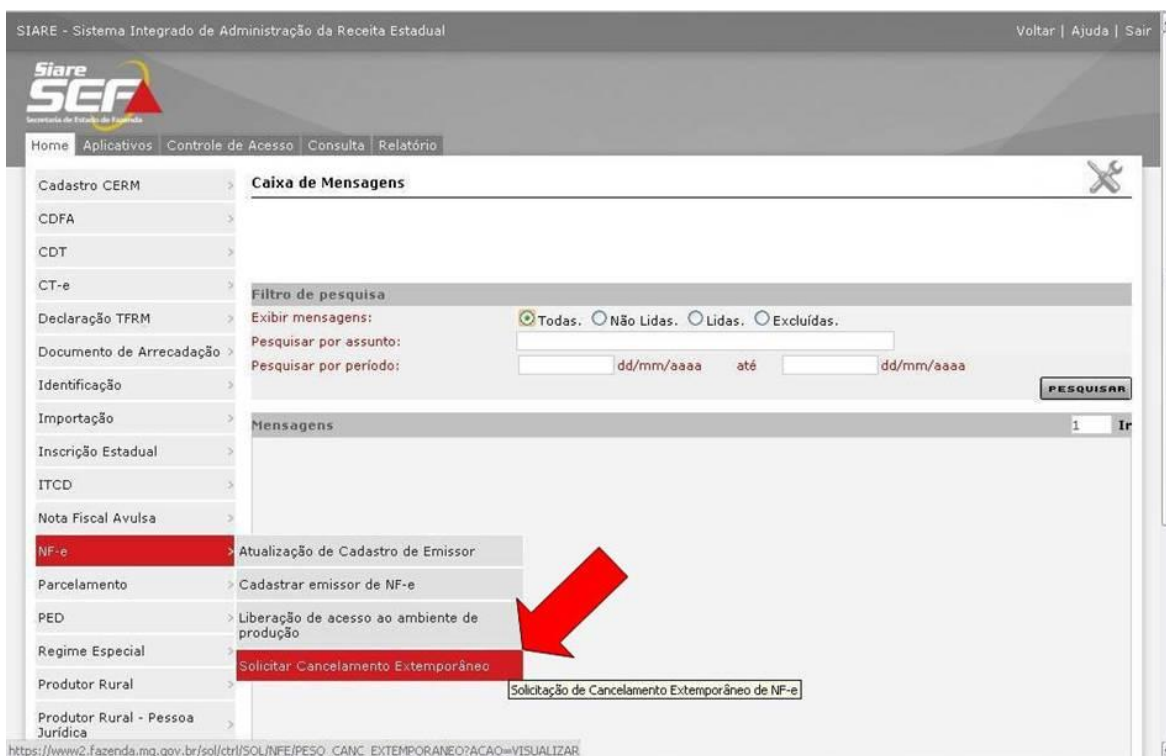 SIARE - Sistema Integrado de Administração da Receita Estadual
Voltar | Ajuda | Sair
Siare
SEF
Secretaria de Estado de Fazenda
Home Aplicativos Controle de Acesso Consulta Relatório
Cadastro CERM
CDFA
CDT
CT-e
Declaração TFRM
Documento de Arrecadação
Identificação
Importação
Inscrição Estadual
ITCD
Nota Fiscal Avulsa
NF-e
Parcelamento
PED
Regime Especial
Produtor Rural
Produtor Rural - Pessoa
Jurídica
Caixa de Mensagens
Filtro de pesquisa
Exibir mensagens: Todas. Não Lidas. Lidas. Excluídas.
Pesquisar por assunto:
Pesquisar por período: dd/mm/aaaa até dd/mm/aaaa
PESQUISAR
Mensagens 1 Ir
Atualização de Cadastro de Emissor
Cadastrar emissor de NF-e
Liberação de acesso ao ambiente de
produção
Solicitar Cancelamento Extemporâneo
Solicitação de Cancelamento Extemporâneo de NF-e
https://www2.fazenda.mg.gov.br/sol/ctrl/SOL/NFE/PESQ_CANC_EXTEMPORANEO?ACAO=VISUALIZAR